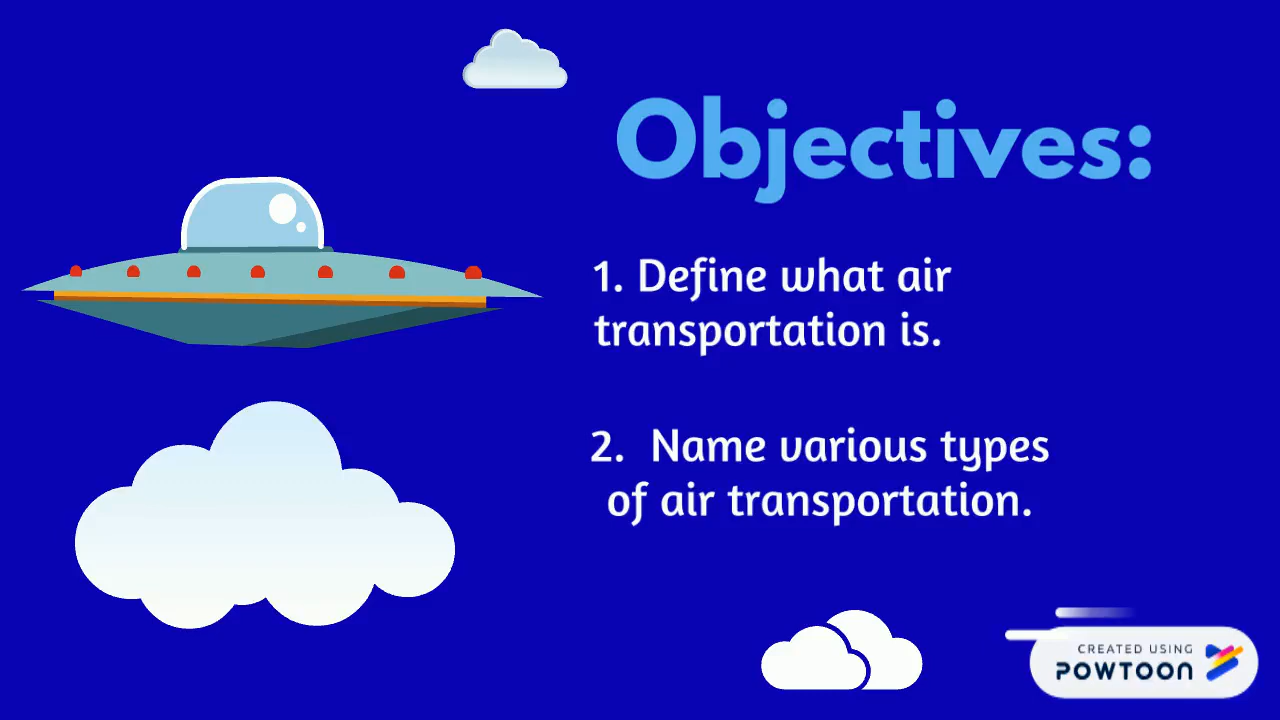 Objectives:
1. Define what air
transportation is.
2. Name various types
of air transportation.
CREATED USING
POWTOON